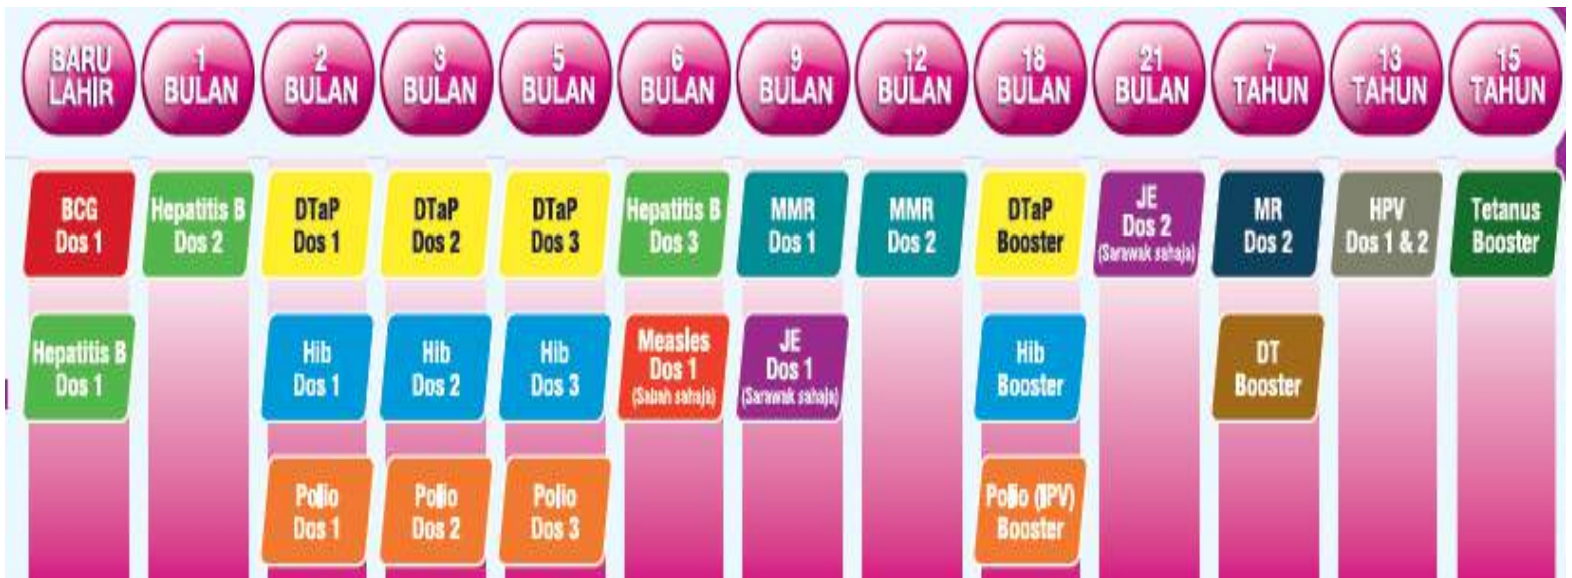 BARU
LAHIR
1
BULAN
2
BULAN
3
BULAN
5
BULAN
6
BULAN
9
BULAN
12
BULAN
18
BULAN
21
BULAN
7
TAHUN
13
TAHUN
15
TAHUN
BCG
Dos 1
Hepatitis B
Dos 2
DTaP
Dos 1
DTaP
Dos 2
DTaP
Dos 3
Hepatitis B
Dos 3
MMR
Dos 1
MMR
Dos 2
DTaP
Booster
JE
Dos 2
(Sarawak sahaja)
MR
Dos 2
HPV
Dos 1 & 2
Tetanus
Booster
Hepatitis B
Dos 1
Hib
Dos 1
Hib
Dos 2
Hib
Dos 3
Measles
Dos 1
(Sabah sahaja)
JE
Dos 1
(Sarawak sahaja)
Hib
Booster
DT
Booster
Polio
Dos 1
Polio
Dos 2
Polio
Dos 3
Polio (IPV)
Booster